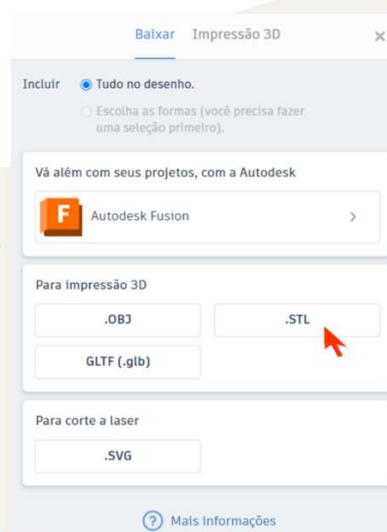 Baixar Impressão 3D ×
Incluir Tudo no desenho.
Escolha as formas (você precisa fazer
uma seleção primeiro).
Vá além com seus projetos, com a Autodesk
F Autodesk Fusion >
Para impressão 3D
.OBJ .STL
GLTF (.glb)
Para corte a laser
.SVG
? Mais informações